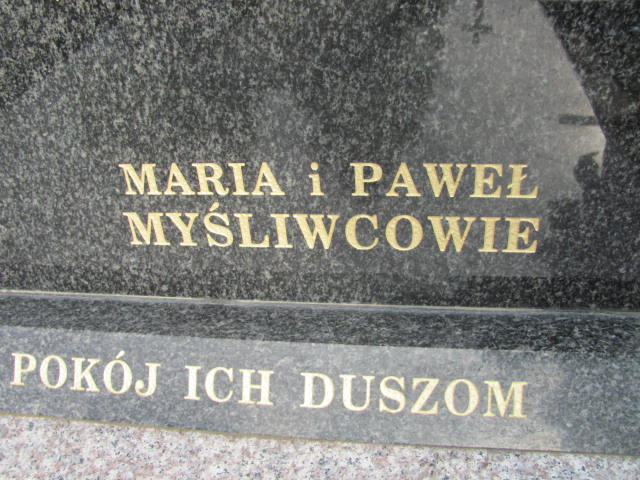 MARIA i PAWEŁ
MYŚLIWCOWIE
POKÓJ ICH DUSZOM